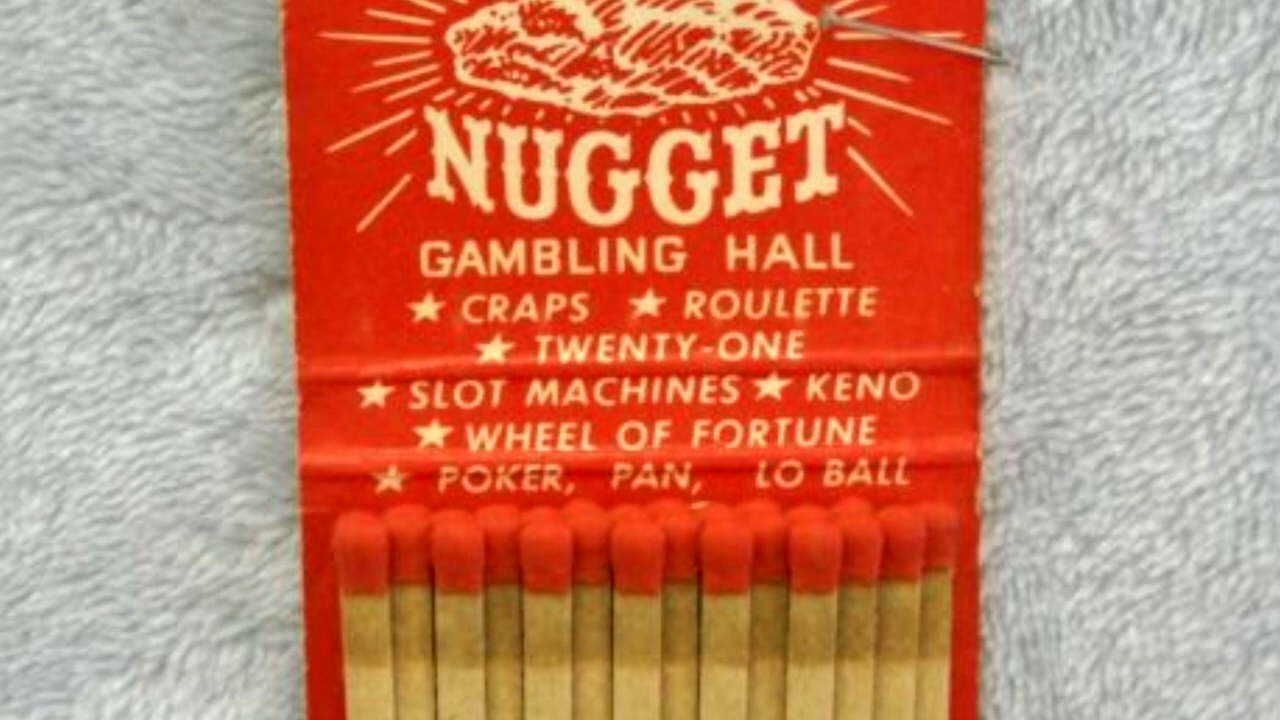 NUGGET
GAMBLING HALL
★ CRAPS ★ ROULETTE
★ TWENTY-ONE
★ SLOT MACHINES ★ KENO
★ WHEEL OF FORTUNE
★ POKER, PAN, LO BALL